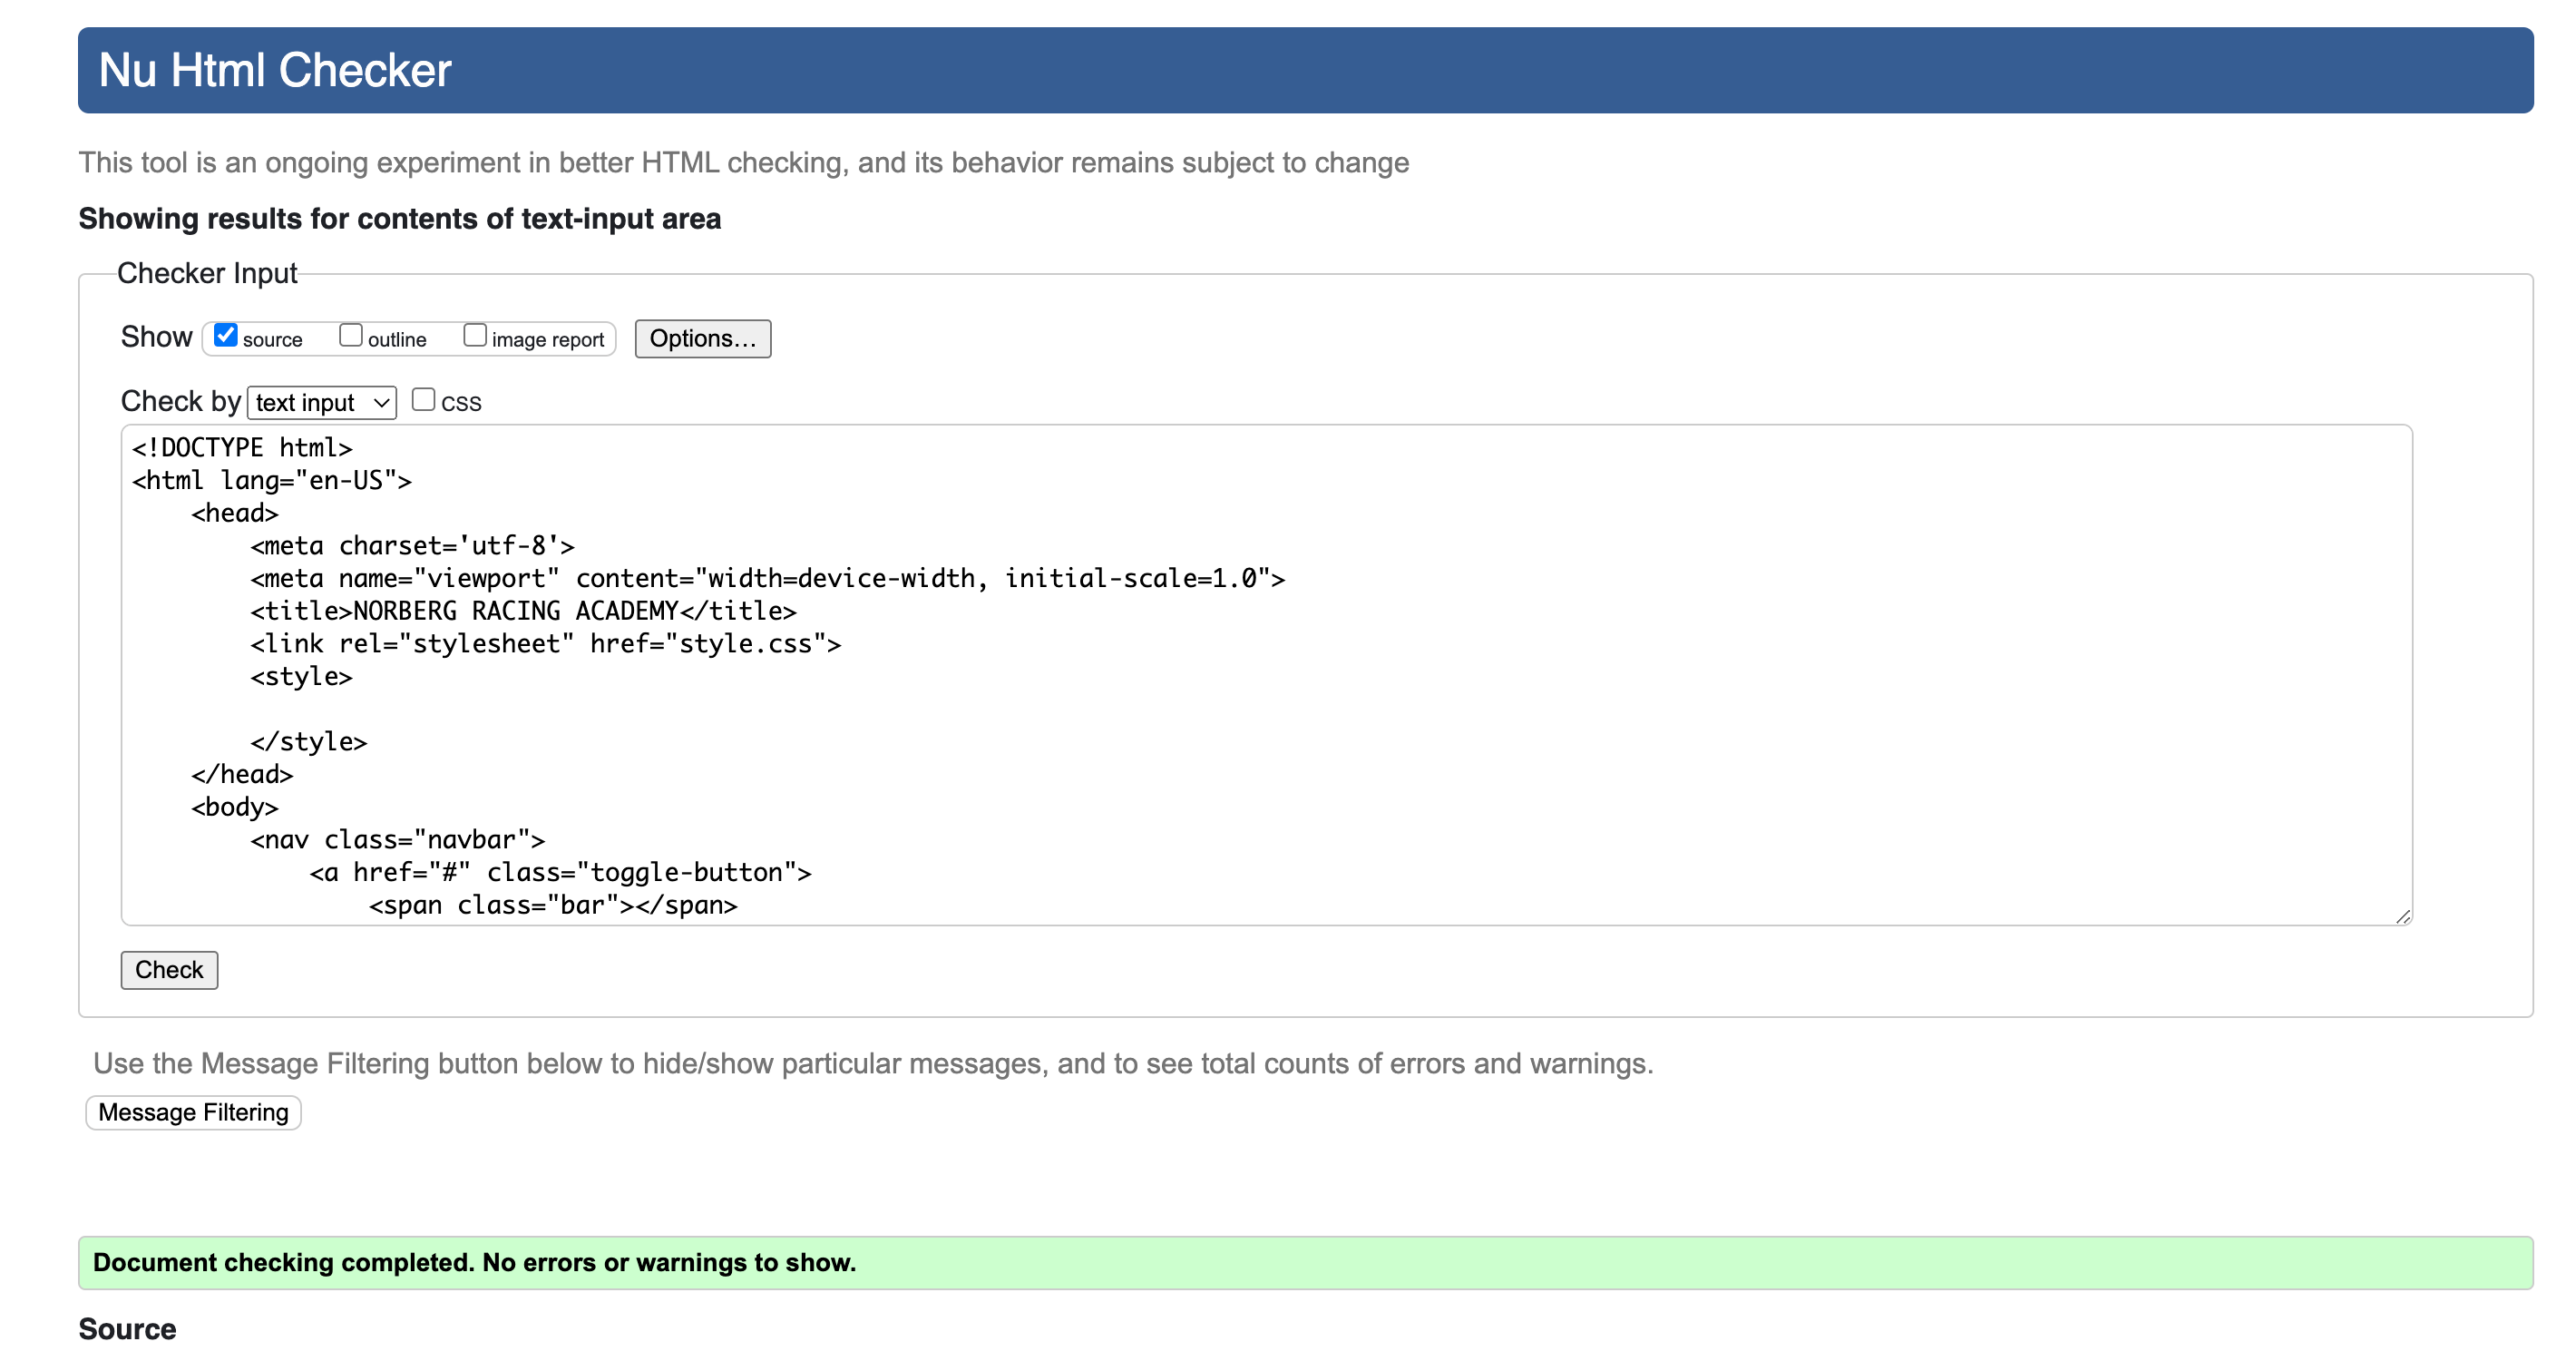 Nu Html Checker
This tool is an ongoing experiment in better HTML checking, and its behavior remains subject to change
Showing results for contents of text-input area
Checker Input
Show source outline image report Options...
Check by text input css
<!DOCTYPE html>
<html lang="en-US">
    <head>
        <meta charset='utf-8'>
        <meta name="viewport" content="width=device-width, initial-scale=1.0">
        <title>NORBERG RACING ACADEMY</title>
        <link rel="stylesheet" href="style.css">
        <style>
        </style>
    </head>
    <body>
        <nav class="navbar">
            <a href="#" class="toggle-button">
                <span class="bar"></span>
Check
Use the Message Filtering button below to hide/show particular messages, and to see total counts of errors and warnings.
Message Filtering
Document checking completed. No errors or warnings to show.
Source